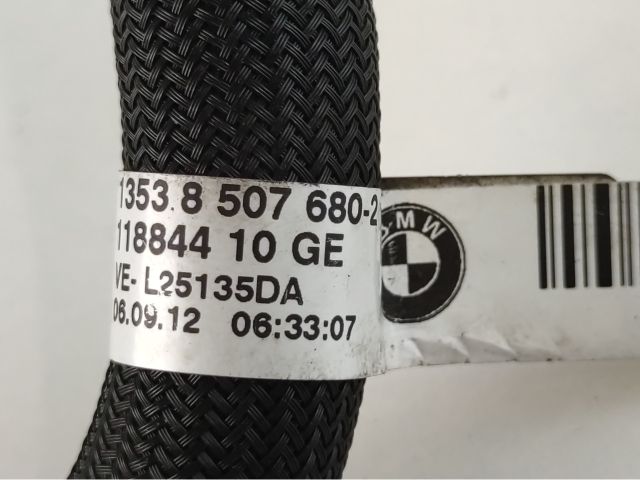 1353.8 507 680-2
118844 10 GE
VE- L25135DA
06.09.12 06:33:07
BMW